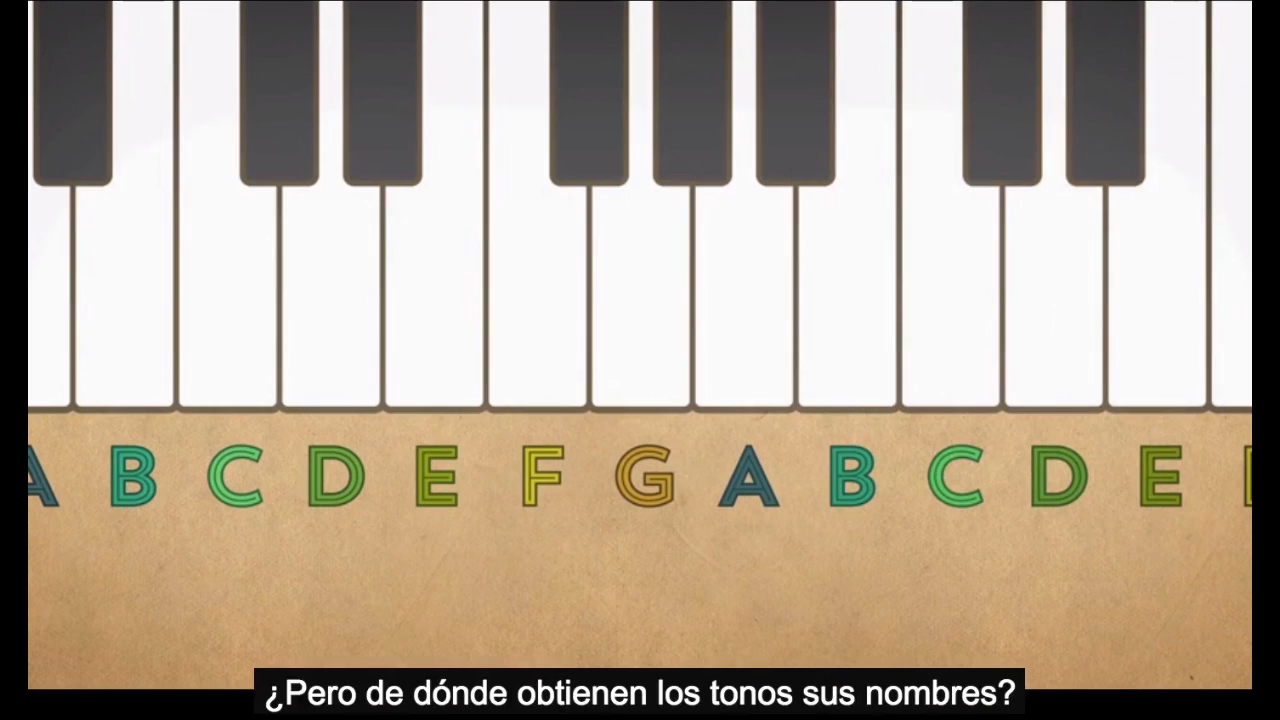 A B C D E F G A B C D E
¿Pero de dónde obtienen los tonos sus nombres?